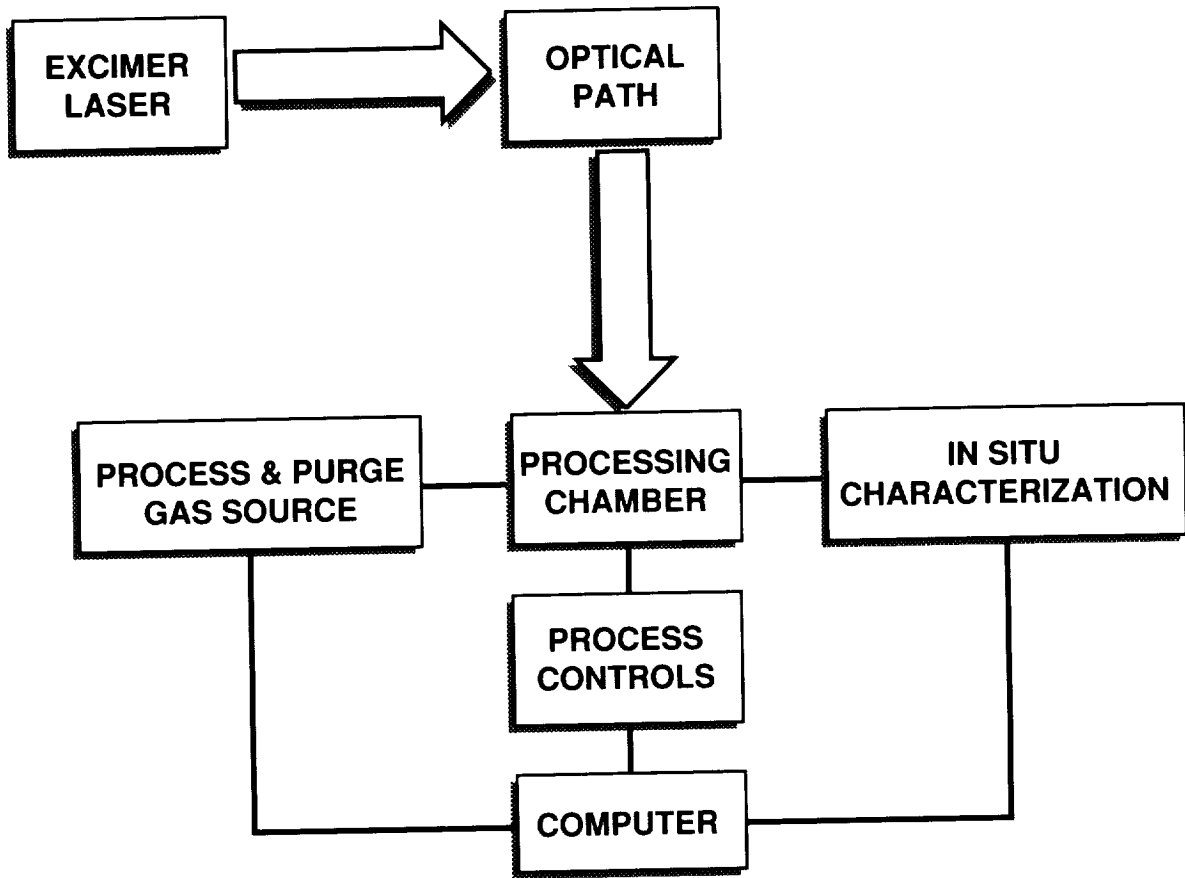 EXCIMER
LASER
OPTICAL
PATH
PROCESS & PURGE
GAS SOURCE
PROCESSING
CHAMBER
IN SITU
CHARACTERIZATION
PROCESS
CONTROLS
COMPUTER